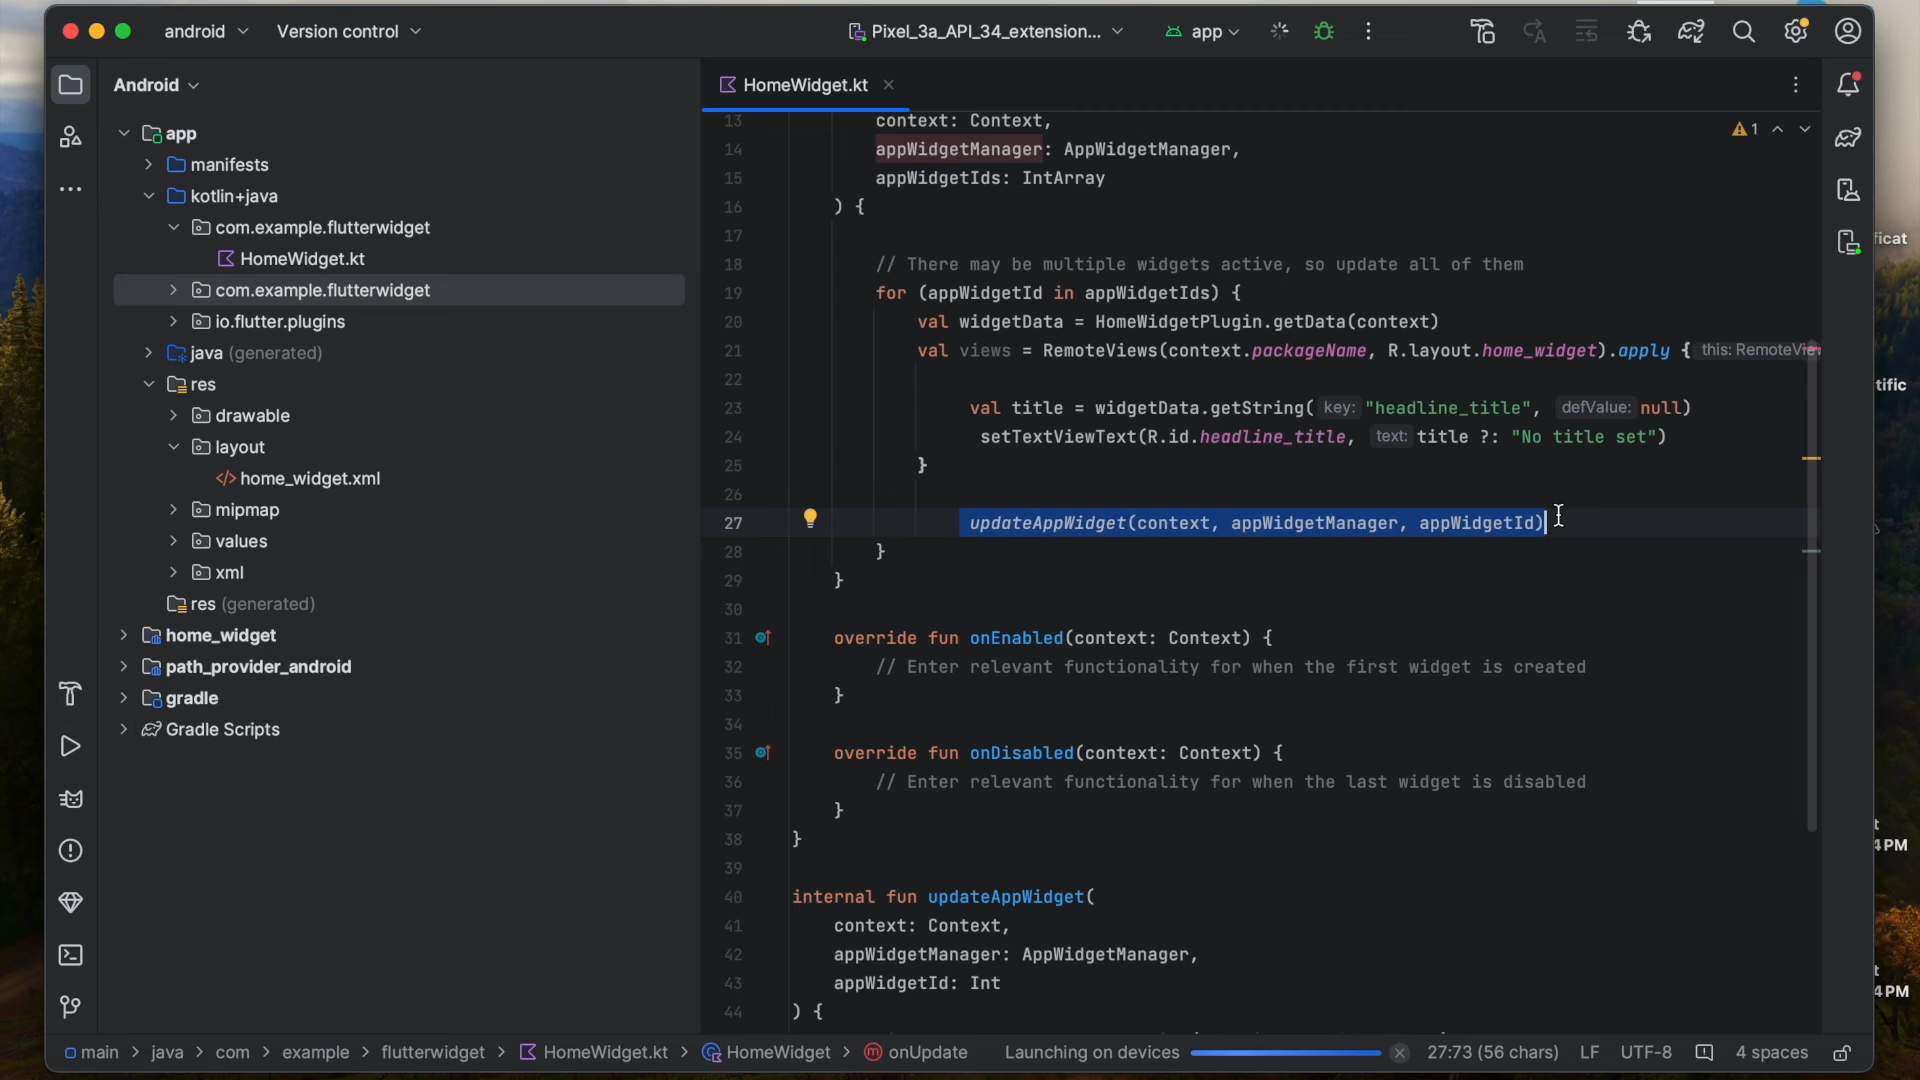 android
Version control
Pixel_3a_API_34_extension...
app
Android
app
manifests
kotlin+java
com.example.flutterwidget
HomeWidget.kt
com.example.flutterwidget
io.flutter.plugins
java (generated)
res
drawable
layout
</> home_widget.xml
mipmap
values
xml
res (generated)
home_widget
path_provider_android
gradle
Gradle Scripts
HomeWidget.kt
1
13 context: Context,
14 appWidgetManager: AppWidgetManager,
15 appWidgetIds: IntArray
16 ) {
17
18 // There may be multiple widgets active, so update all of them
19 for (appWidgetId in appWidgetIds) {
20 val widgetData = HomeWidgetPlugin.getData(context)
21 val views = RemoteViews(context.packageName, R.layout.home_widget).apply { this: RemoteView
22
23 val title = widgetData.getString( key: "headline_title", defValue: null)
24 setTextViewText(R.id.headline_title, text: title ?: "No title set")
25 }
26
27 updateAppWidget(context, appWidgetManager, appWidgetId)
28 }
29 }
30
31 override fun onEnabled(context: Context) {
32 // Enter relevant functionality for when the first widget is created
33 }
34
35 override fun onDisabled(context: Context) {
36 // Enter relevant functionality for when the last widget is disabled
37 }
38 }
39
40 internal fun updateAppWidget(
41 context: Context,
42 appWidgetManager: AppWidgetManager,
43 appWidgetId: Int
44 ) {
main > java > com > example > flutterwidget > HomeWidget.kt > HomeWidget > onUpdate
Launching on devices
27:73 (56 chars) LF UTF-8 4 spaces
ficat
tific
t
4 PM
t
4 PM